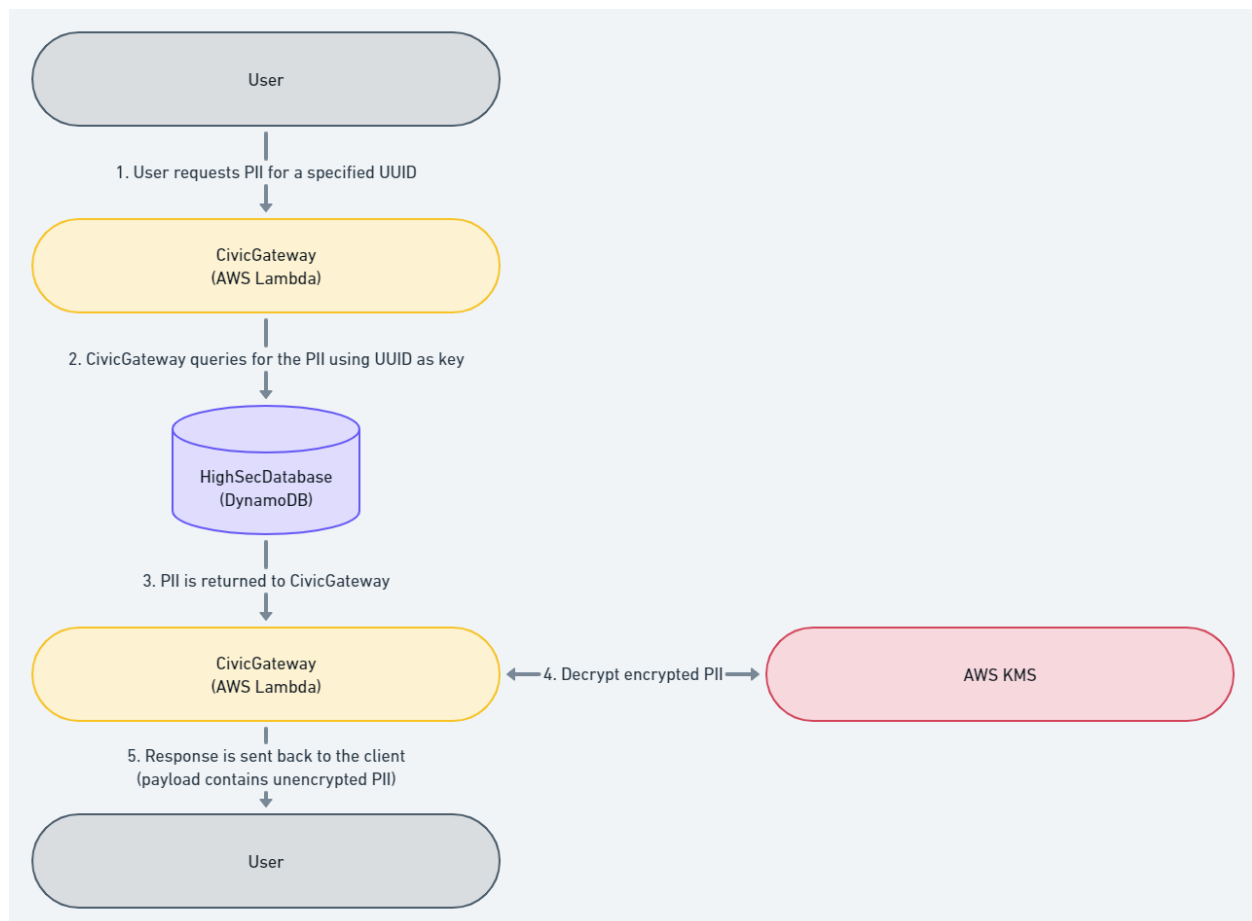 User
1. User requests PII for a specified UUID
CivicGateway
(AWS Lambda)
2. CivicGateway queries for the PII using UUID as key
HighSecDatabase
(DynamoDB)
3. PII is returned to CivicGateway
CivicGateway
(AWS Lambda)
4. Decrypt encrypted PII
AWS KMS
5. Response is sent back to the client
(payload contains unencrypted PII)
User